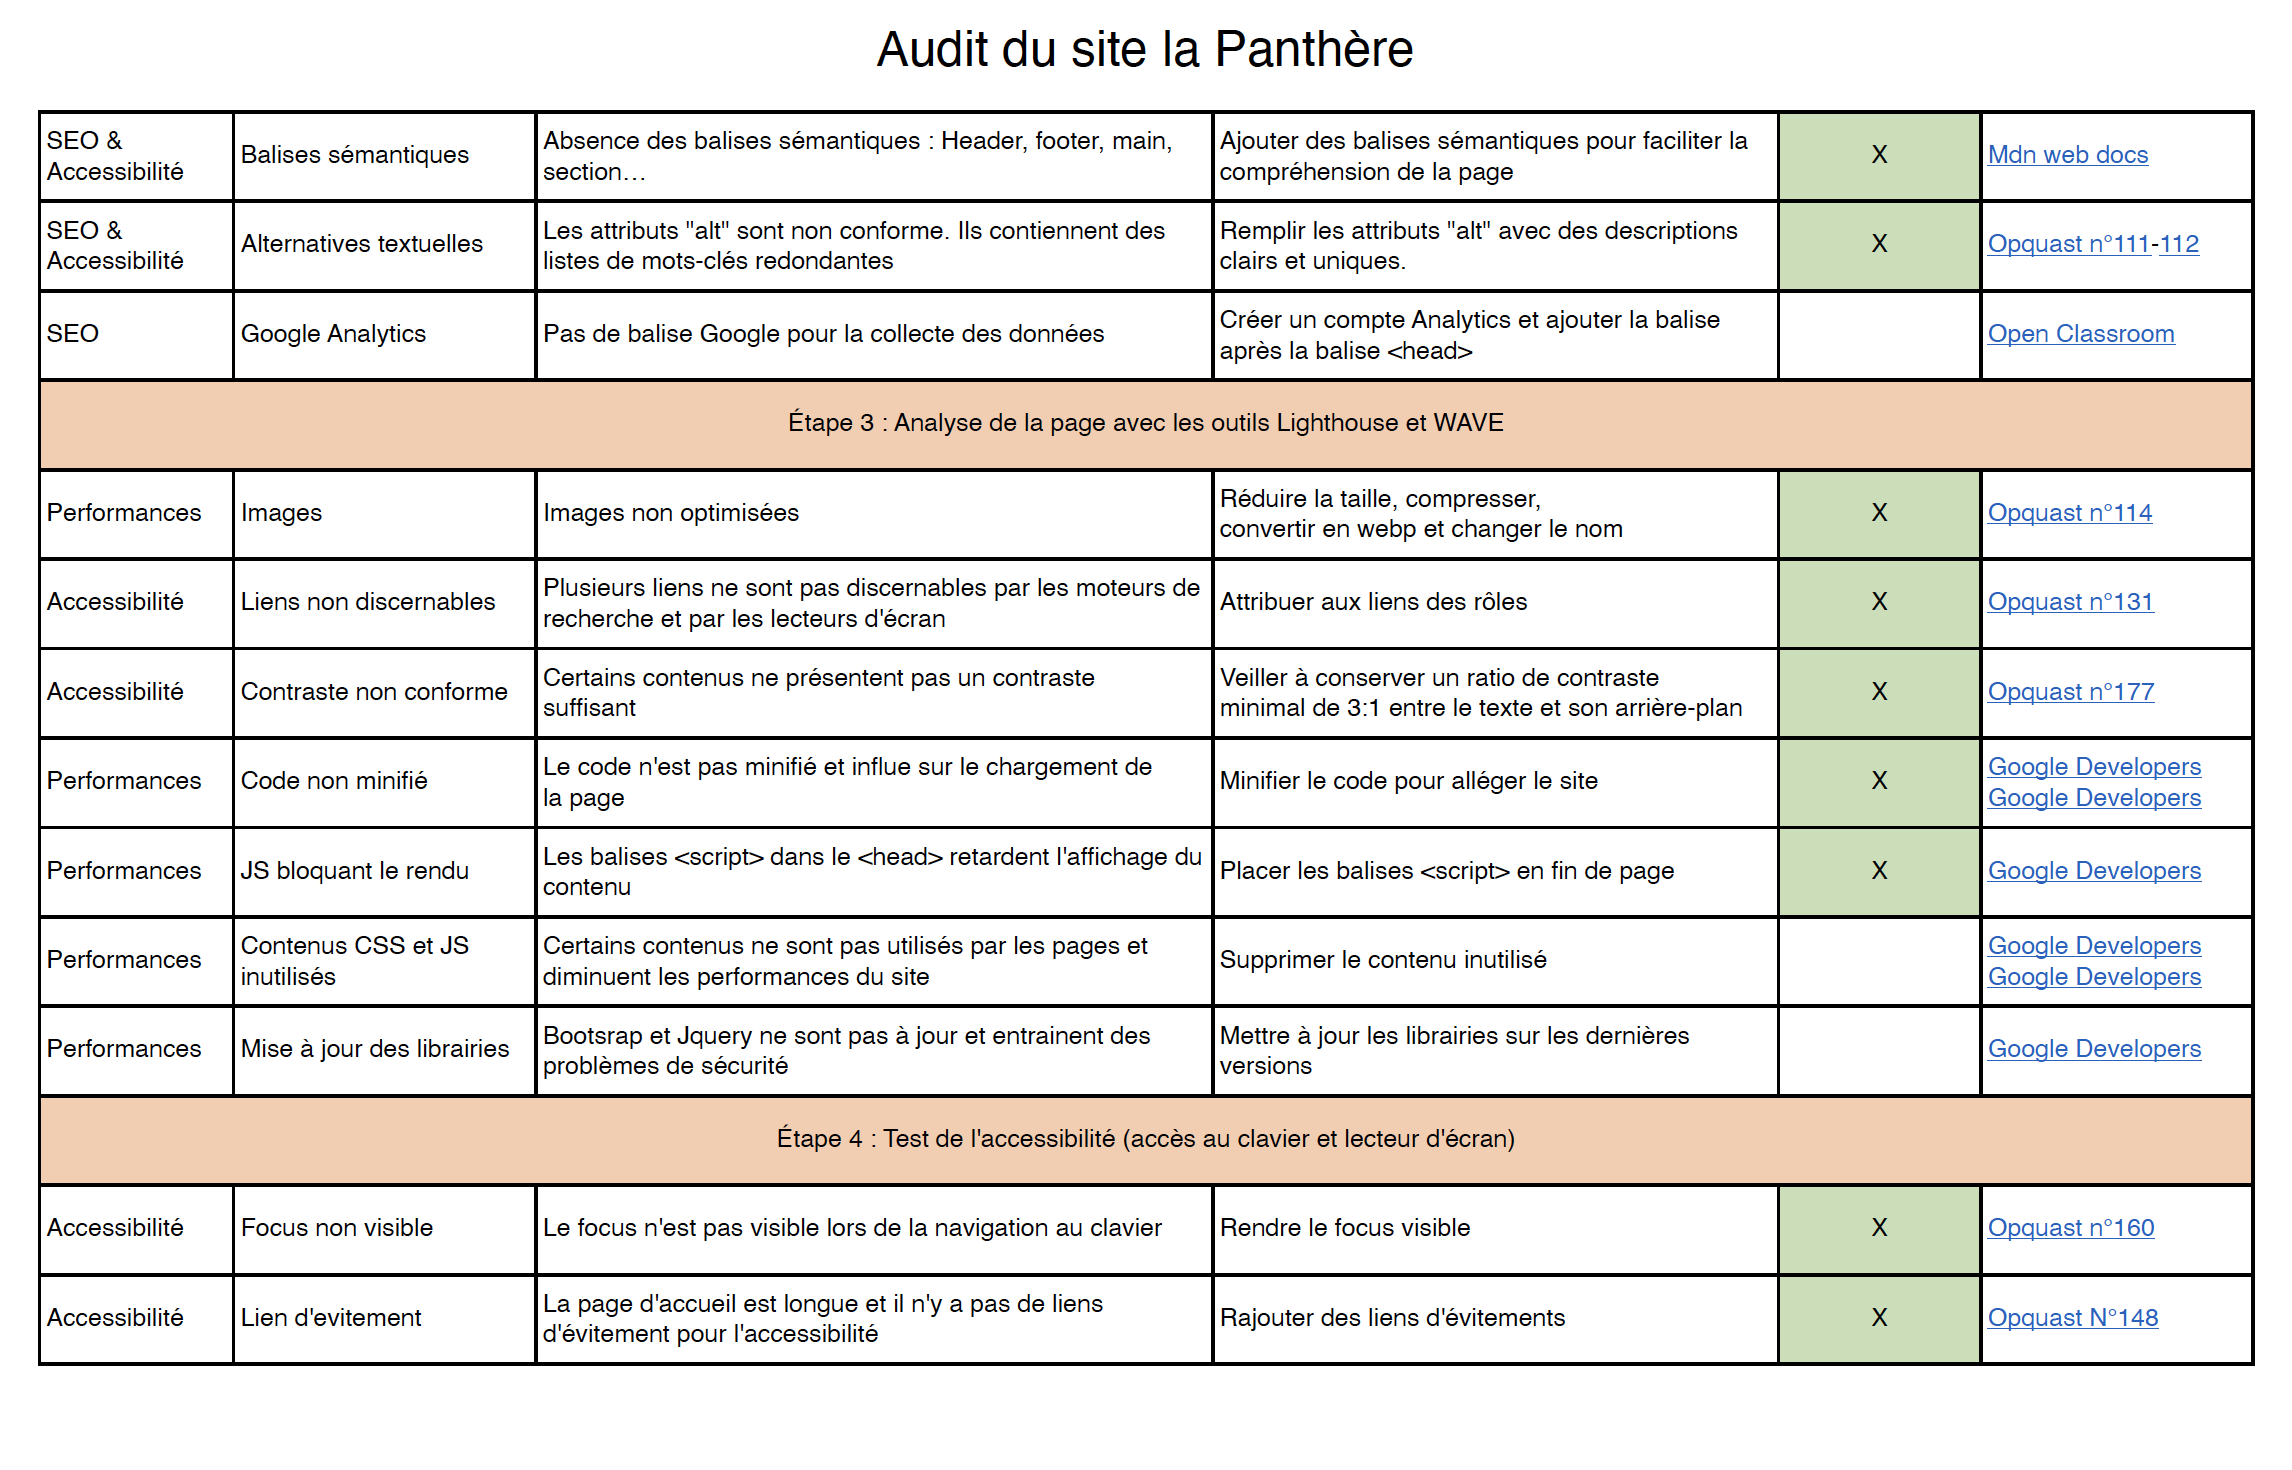 Audit du site la Panthère
SEO &
Accessibilité
Balises sémantiques
Absence des balises sémantiques : Header, footer, main,
section…
Ajouter des balises sémantiques pour faciliter la
compréhension de la page
X
Mdn web docs
SEO &
Accessibilité
Alternatives textuelles
Les attributs "alt" sont non conforme. Ils contiennent des
listes de mots-clés redondantes
Remplir les attributs "alt" avec des descriptions
clairs et uniques.
X
Opquast n°111-112
SEO
Google Analytics
Pas de balise Google pour la collecte des données
Créer un compte Analytics et ajouter la balise
après la balise <head>
Open Classroom
Étape 3 : Analyse de la page avec les outils Lighthouse et WAVE
Performances
Images
Images non optimisées
Réduire la taille, compresser,
convertir en webp et changer le nom
X
Opquast n°114
Accessibilité
Liens non discernables
Plusieurs liens ne sont pas discernables par les moteurs de
recherche et par les lecteurs d'écran
Attribuer aux liens des rôles
X
Opquast n°131
Accessibilité
Contraste non conforme
Certains contenus ne présentent pas un contraste
suffisant
Veiller à conserver un ratio de contraste
minimal de 3:1 entre le texte et son arrière-plan
X
Opquast n°177
Performances
Code non minifié
Le code n'est pas minifié et influe sur le chargement de
la page
Minifier le code pour alléger le site
X
Google Developers
Google Developers
Performances
JS bloquant le rendu
Les balises <script> dans le <head> retardent l'affichage du
contenu
Placer les balises <script> en fin de page
X
Google Developers
Performances
Contenus CSS et JS
inutilisés
Certains contenus ne sont pas utilisés par les pages et
diminuent les performances du site
Supprimer le contenu inutilisé
Google Developers
Google Developers
Performances
Mise à jour des librairies
Bootsrap et Jquery ne sont pas à jour et entrainent des
problèmes de sécurité
Mettre à jour les librairies sur les dernières
versions
Google Developers
Étape 4 : Test de l'accessibilité (accès au clavier et lecteur d'écran)
Accessibilité
Focus non visible
Le focus n'est pas visible lors de la navigation au clavier
Rendre le focus visible
X
Opquast n°160
Accessibilité
Lien d'evitement
La page d'accueil est longue et il n'y a pas de liens
d'évitement pour l'accessibilité
Rajouter des liens d'évitements
X
Opquast N°148